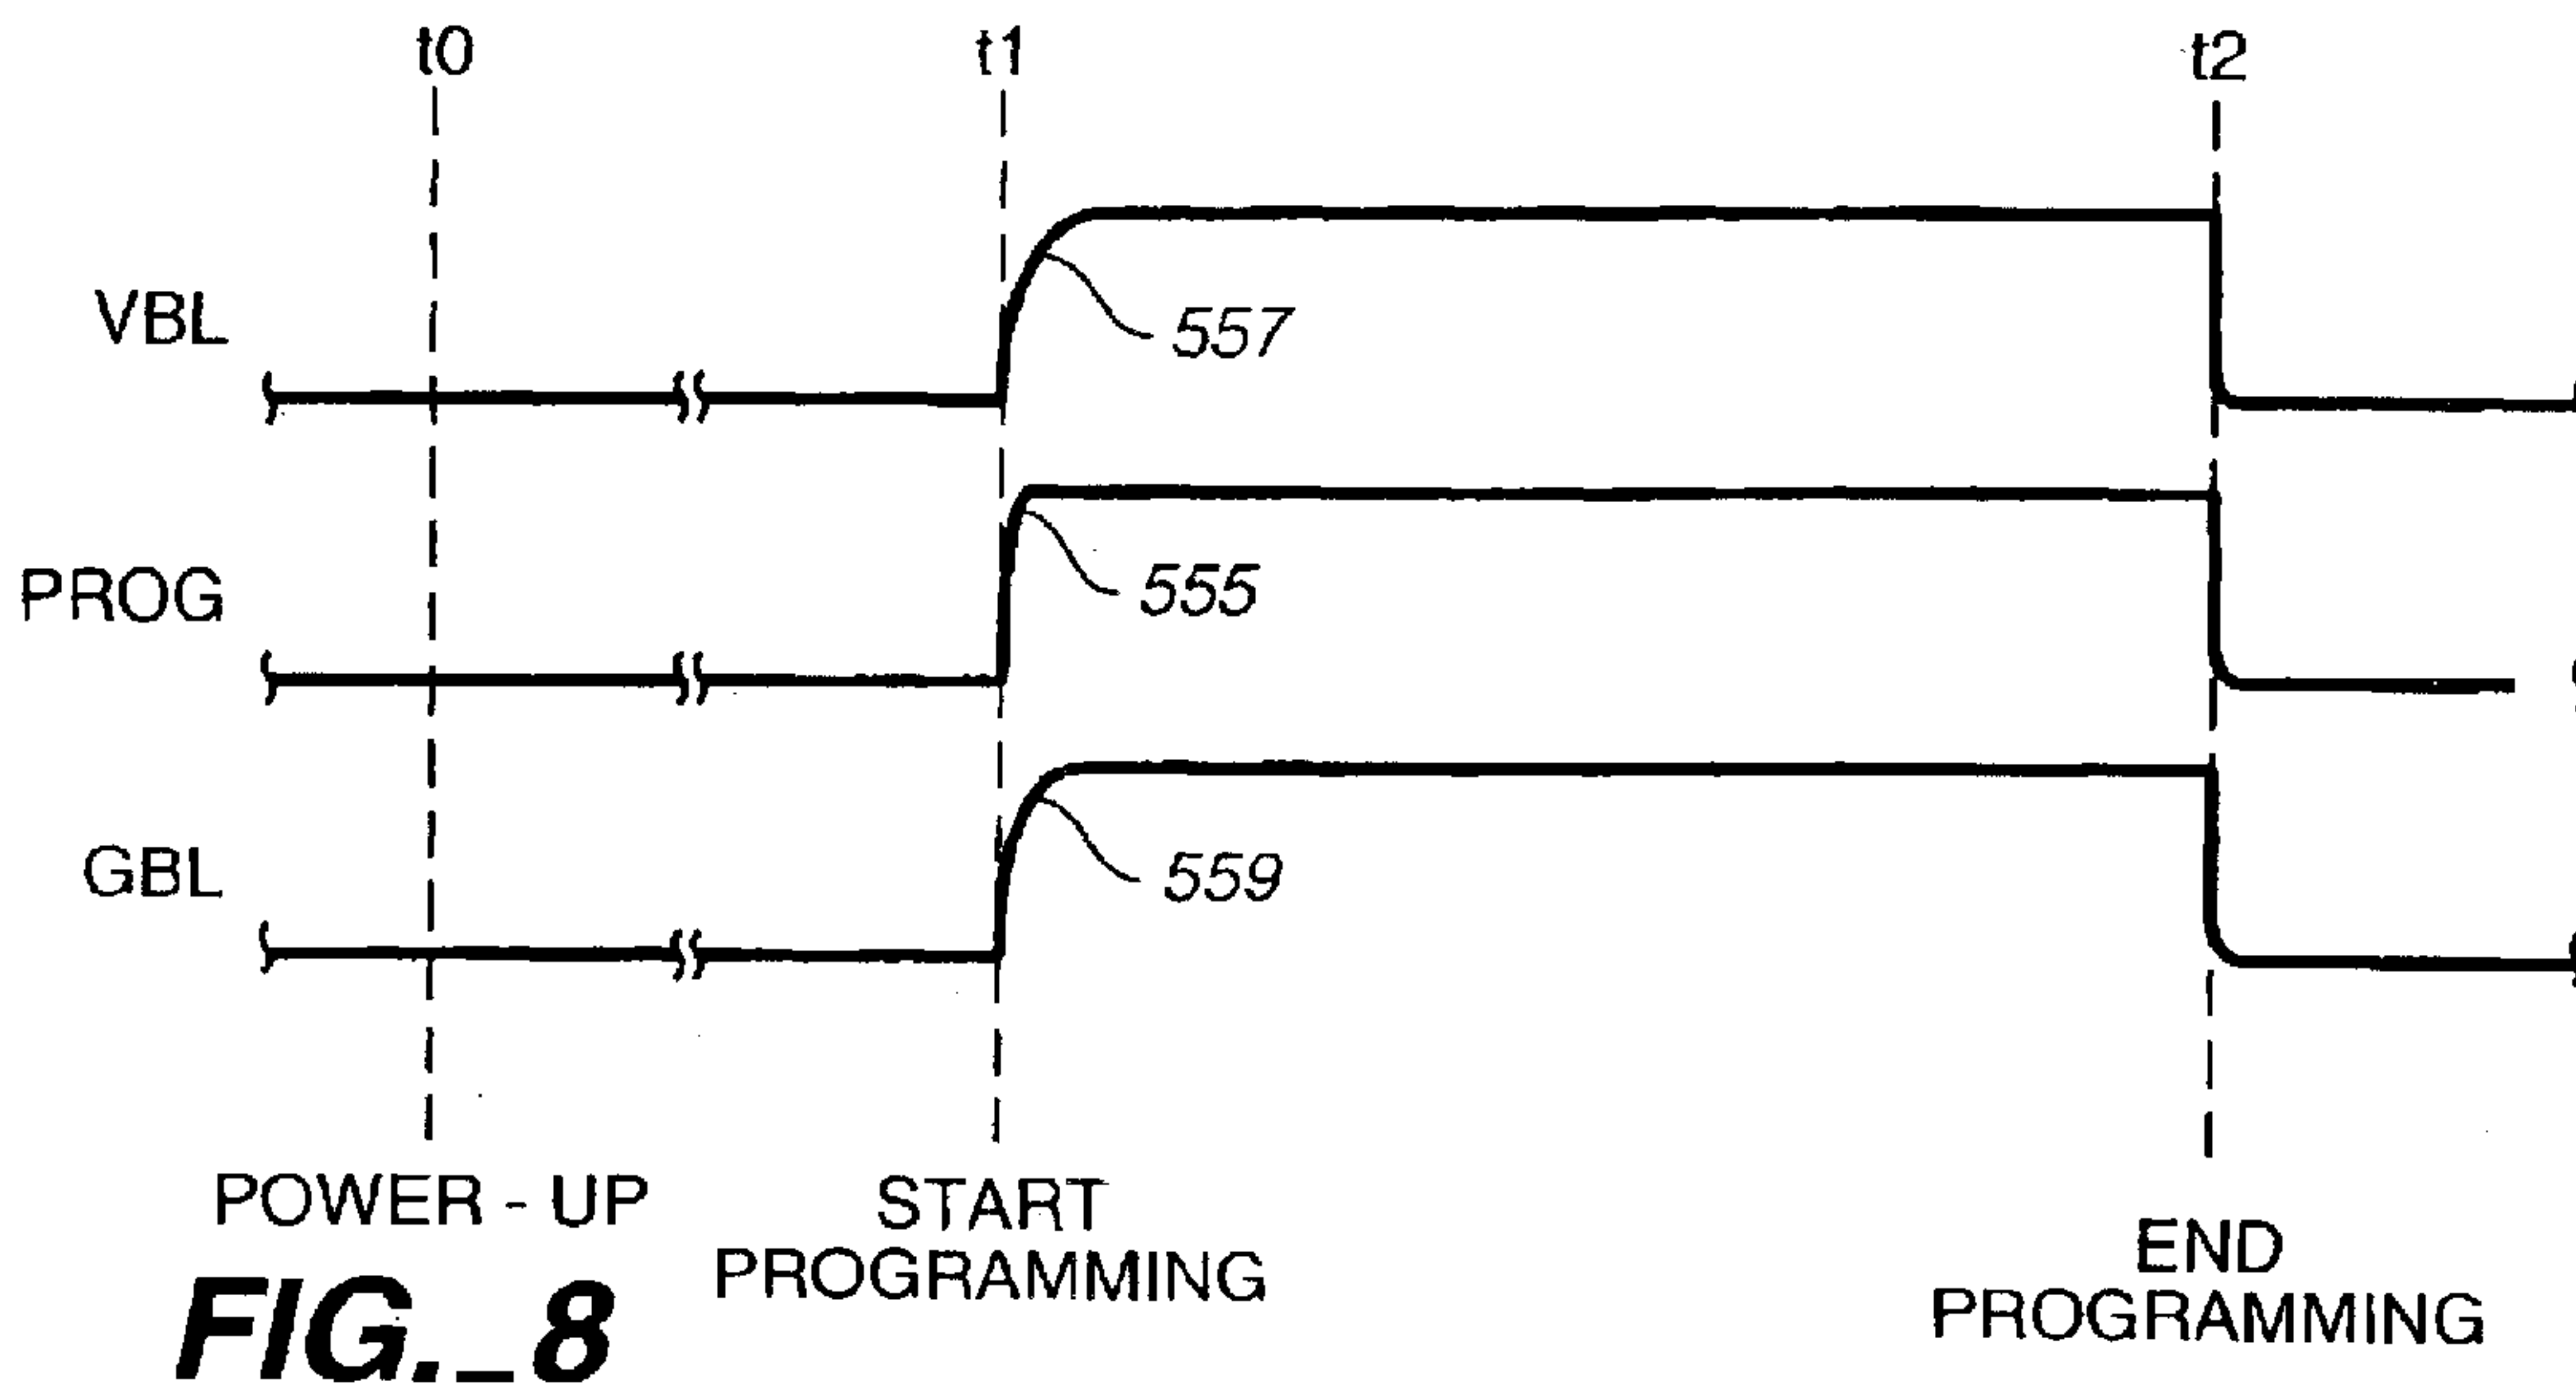 t0
t1
t2
VBL
557
PROG
555
GBL
559
POWER - UP
START
PROGRAMMING
END
PROGRAMMING
FIG._8